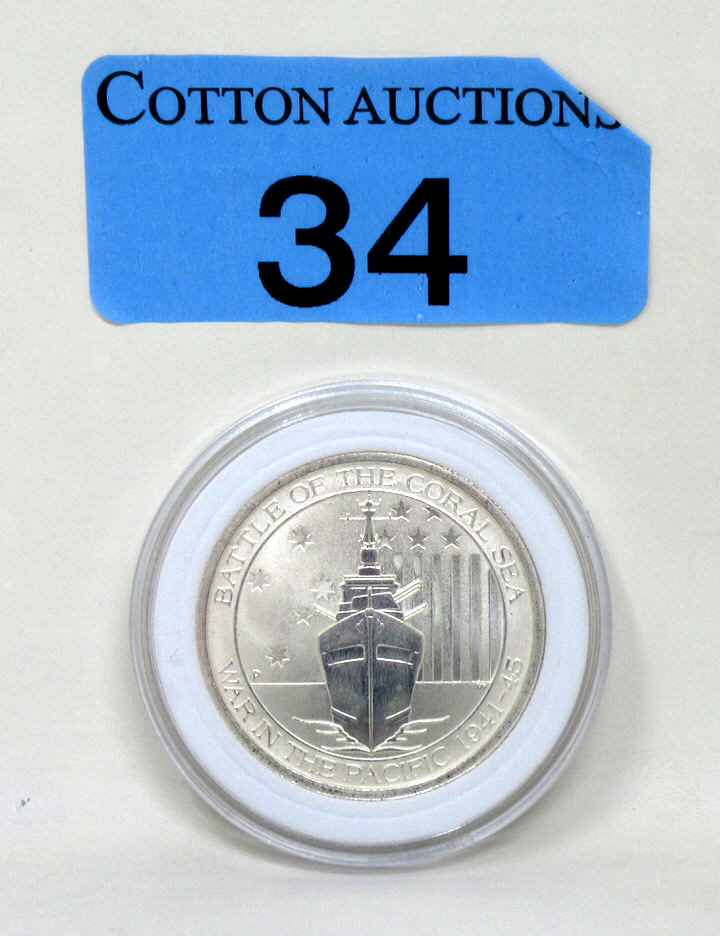 COTTON AUCTIONS
34
BATTLE OF THE CORAL SEA
P
WAR IN THE PACIFIC 1941-45